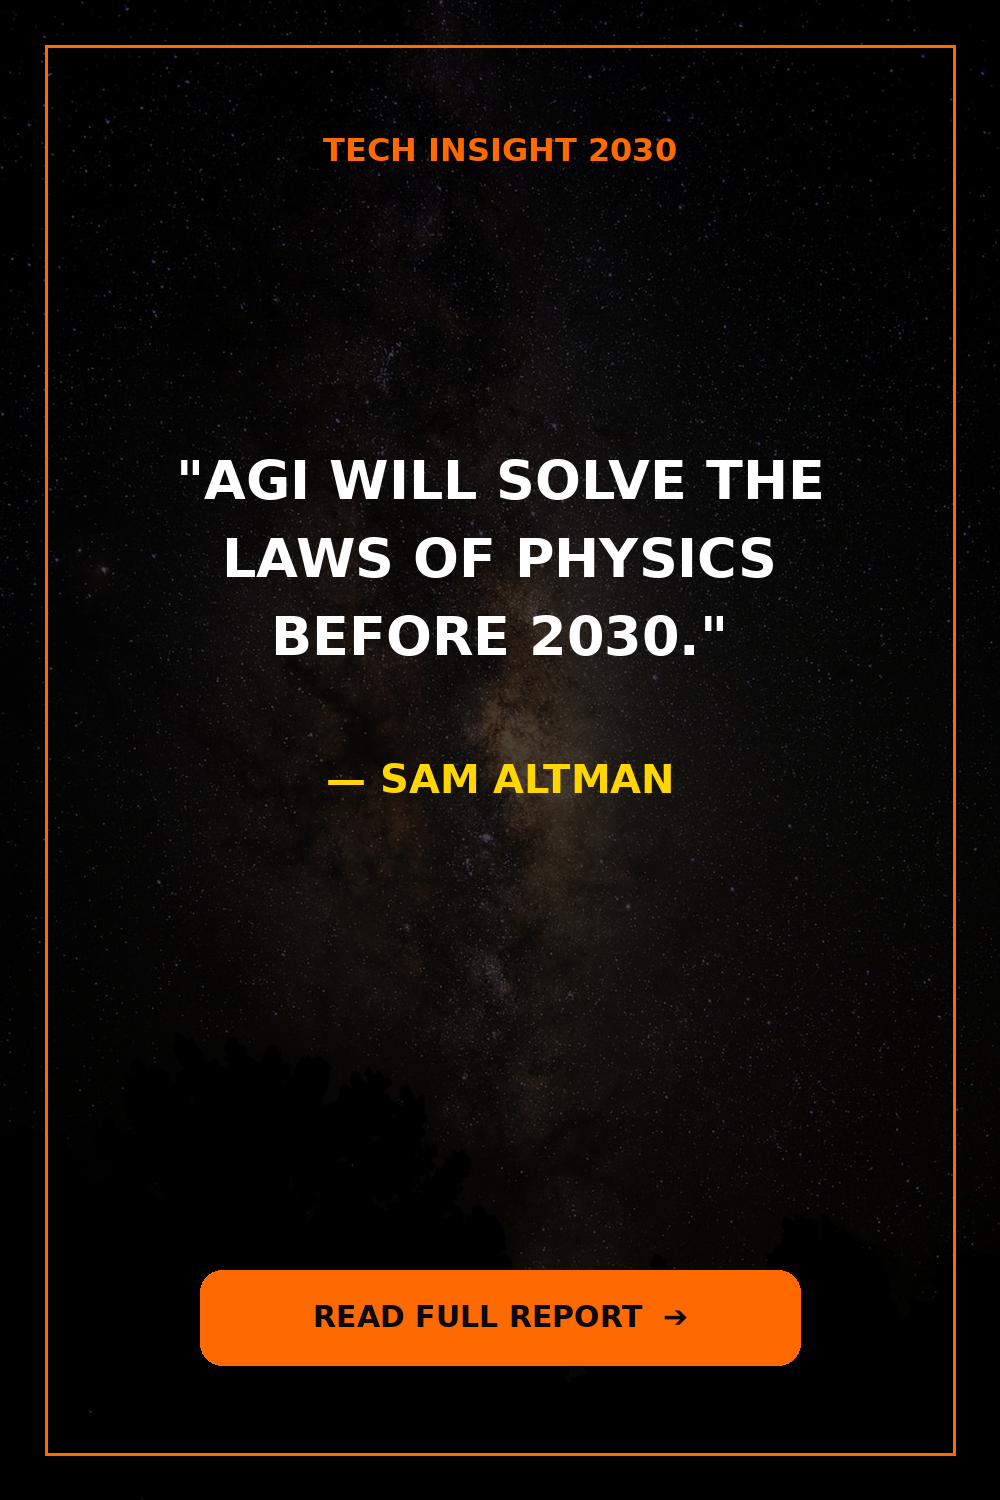 TECH INSIGHT 2030
"AGI WILL SOLVE THE
LAWS OF PHYSICS
BEFORE 2030."
— SAM ALTMAN
READ FULL REPORT ➔